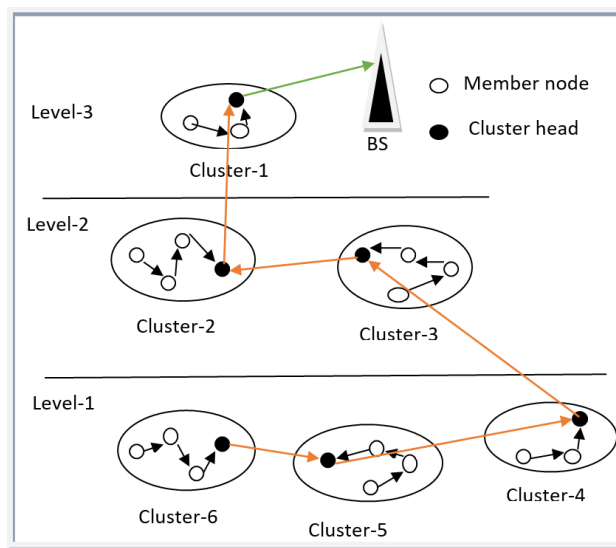 Member node
Level-3
Cluster head
BS
Cluster-1
Level-2
Cluster-2
Cluster-3
Level-1
Cluster-4
Cluster-6
Cluster-5